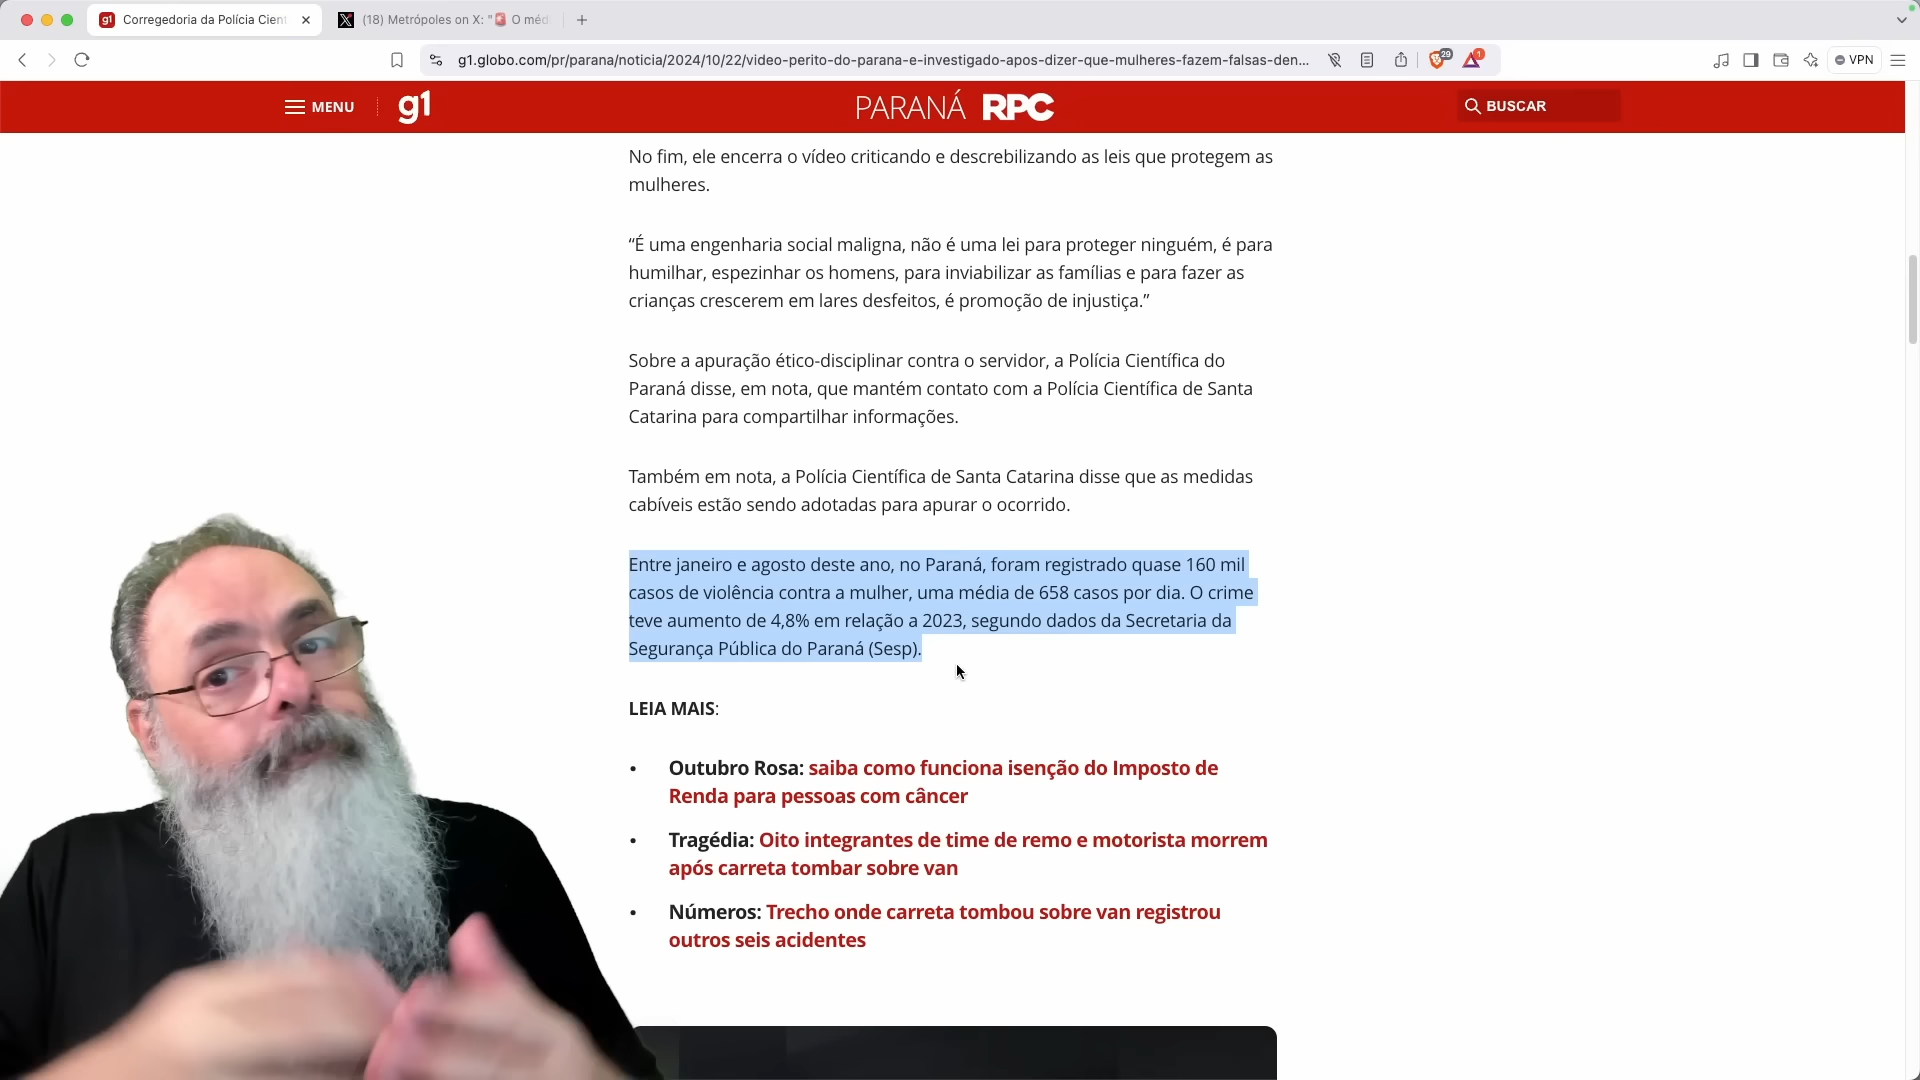 Corregedoria da Polícia Cient
(18) Metrópoles on X: "🚨 O méd
g1.globo.com/pr/parana/noticia/2024/10/22/video-perito-do-parana-e-investigado-apos-dizer-que-mulheres-fazem-falsas-den...
29
1
VPN
MENU
g1
PARANÁ RPC
BUSCAR
No fim, ele encerra o vídeo criticando e descrebilizando as leis que protegem as
mulheres.
“É uma engenharia social maligna, não é uma lei para proteger ninguém, é para
humilhar, espezinhar os homens, para inviabilizar as famílias e para fazer as
crianças crescerem em lares desfeitos, é promoção de injustiça.”
Sobre a apuração ético-disciplinar contra o servidor, a Polícia Científica do
Paraná disse, em nota, que mantém contato com a Polícia Científica de Santa
Catarina para compartilhar informações.
Também em nota, a Polícia Científica de Santa Catarina disse que as medidas
cabíveis estão sendo adotadas para apurar o ocorrido.
Entre janeiro e agosto deste ano, no Paraná, foram registrado quase 160 mil
casos de violência contra a mulher, uma média de 658 casos por dia. O crime
teve aumento de 4,8% em relação a 2023, segundo dados da Secretaria da
Segurança Pública do Paraná (Sesp).
LEIA MAIS:
• Outubro Rosa: saiba como funciona isenção do Imposto de
Renda para pessoas com câncer
• Tragédia: Oito integrantes de time de remo e motorista morrem
após carreta tombar sobre van
• Números: Trecho onde carreta tombou sobre van registrou
outros seis acidentes